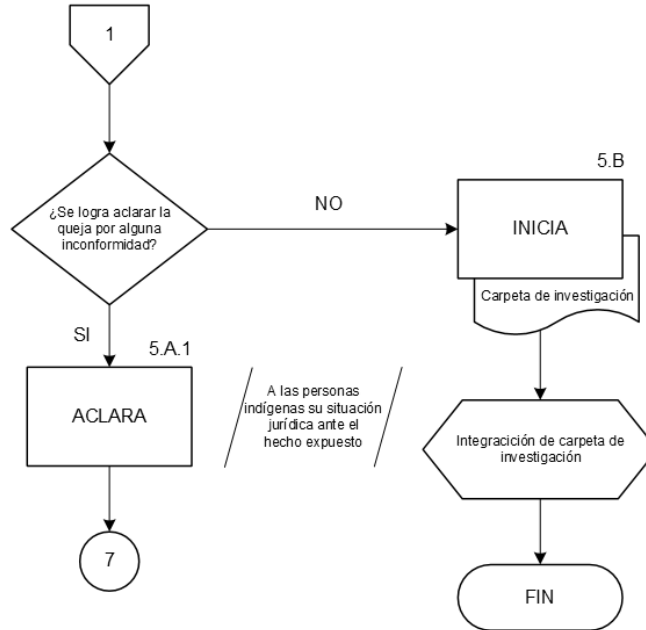 1
¿Se logra aclarar la
queja por alguna
inconformidad?
NO
5.B
INICIA
Carpeta de investigación
SI
5.A.1
ACLARA
A las personas
indígenas su situación
jurídica ante el
hecho expuesto
Integracición de carpeta de
investigación
7
FIN